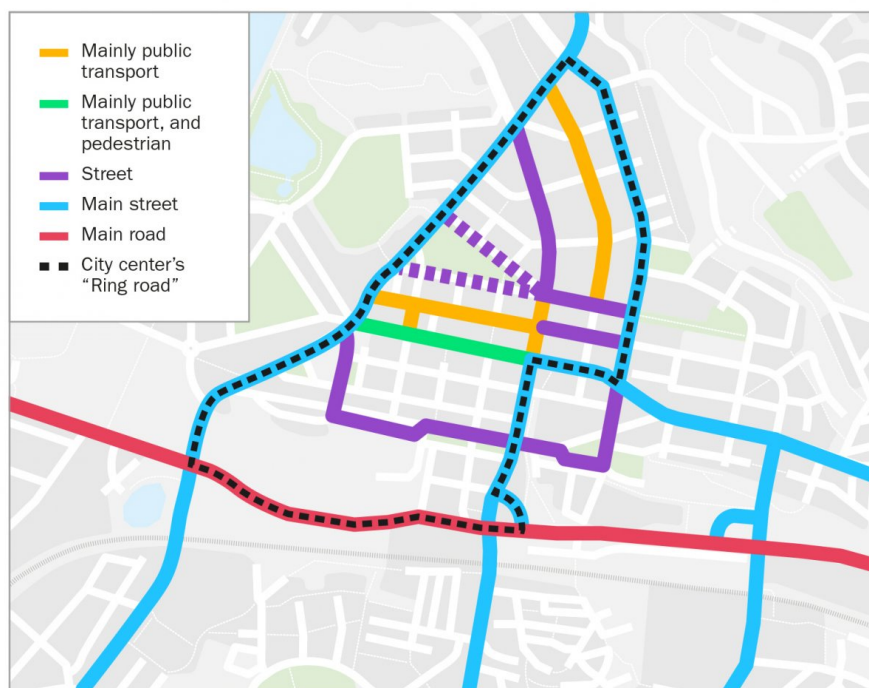 Mainly public
transport
Mainly public
transport, and
pedestrian
Street
Main street
Main road
City center's
"Ring road"